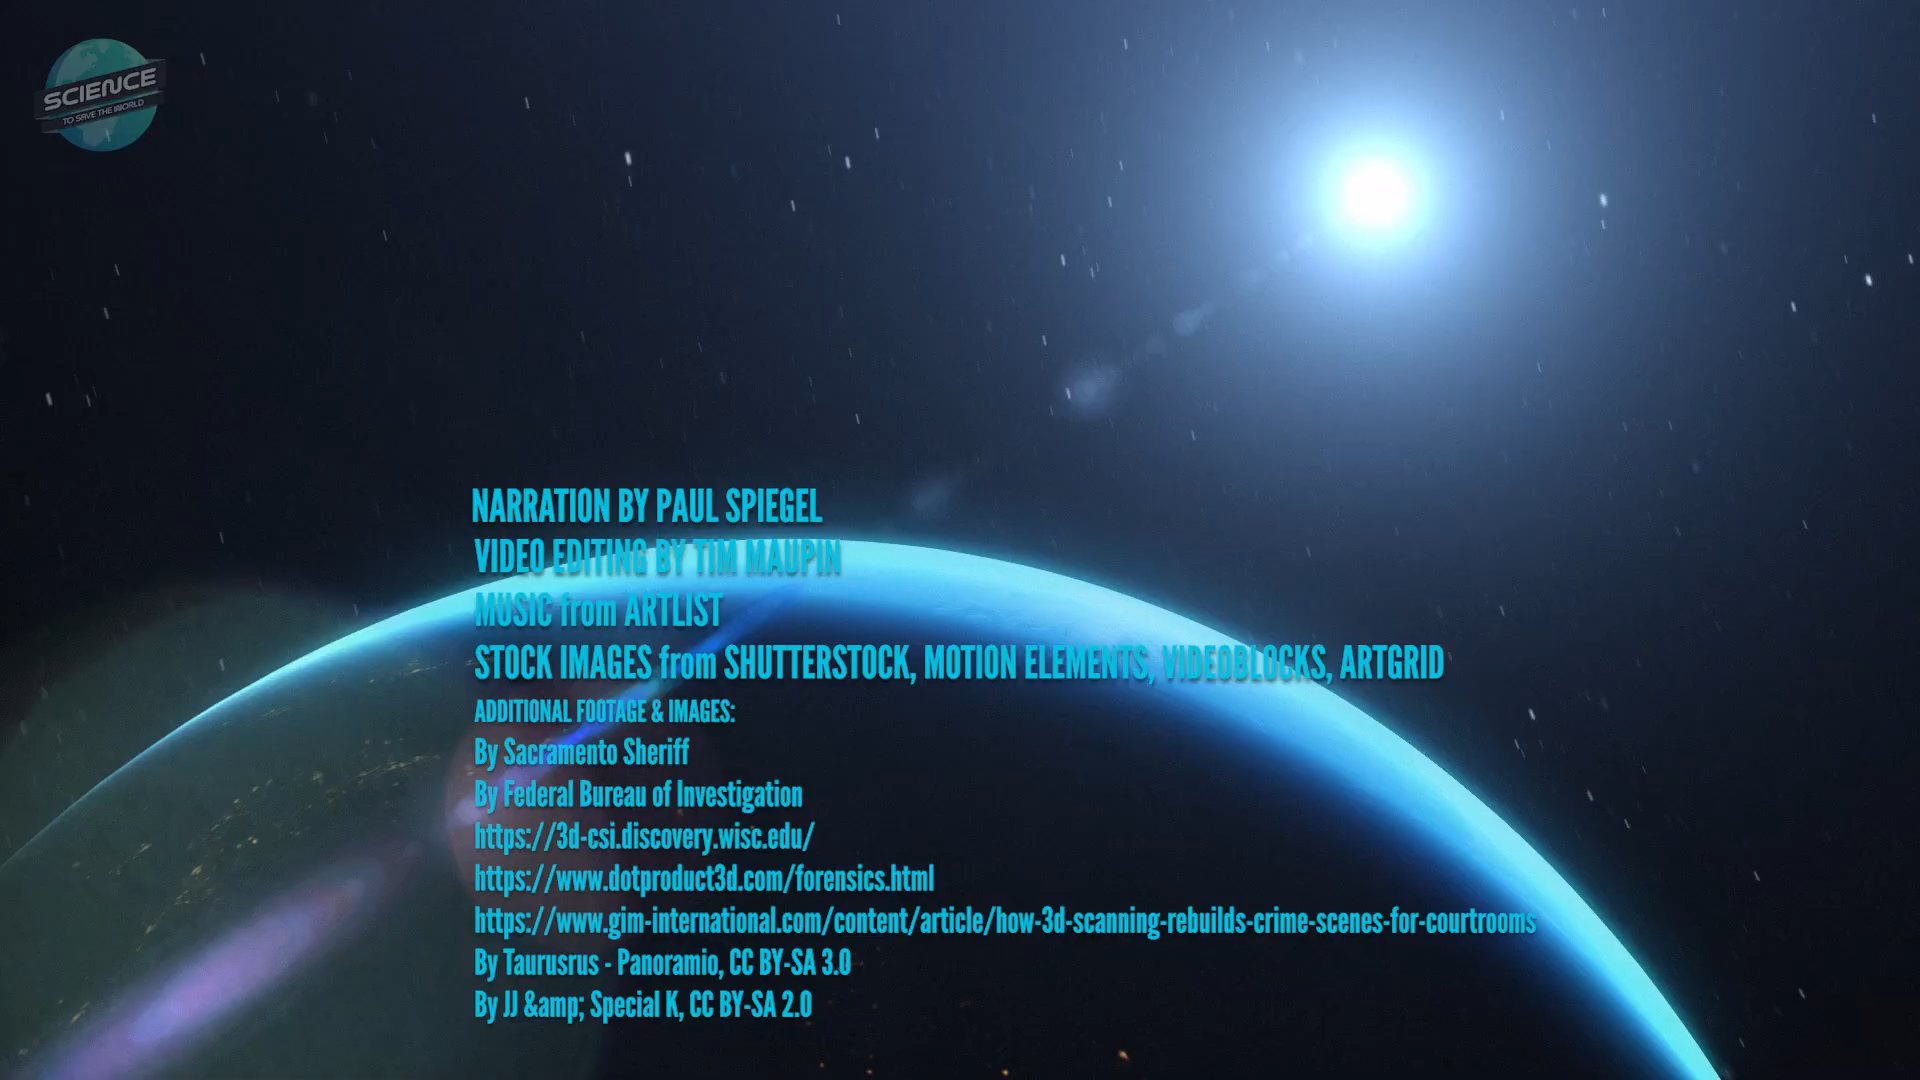 SCIENCE
TO SAVE THE WORLD
NARRATION BY PAUL SPIEGEL
VIDEO EDITING BY TIM MAUPIN
MUSIC from ARTLIST
STOCK IMAGES from SHUTTERSTOCK, MOTION ELEMENTS, VIDEOBLOCKS, ARTGRID
ADDITIONAL FOOTAGE & IMAGES:
By Sacramento Sheriff
By Federal Bureau of Investigation
https://3d-csi.discovery.wisc.edu/
https://www.dotproduct3d.com/forensics.html
https://www.gim-international.com/content/article/how-3d-scanning-rebuilds-crime-scenes-for-courtrooms
By Taurusrus - Panoramio, CC BY-SA 3.0
By JJ &amp; Special K, CC BY-SA 2.0